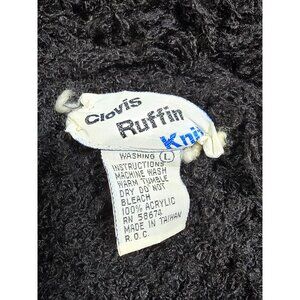 Clovis
Ruffin
Knit
WASHING L
INSTRUCTIONS
MACHINE WASH
WARM TUMBLE
DRY DO NOT
BLEACH
100% ACRYLIC
RN 58674
MADE IN TAIWAN
R.O.C.